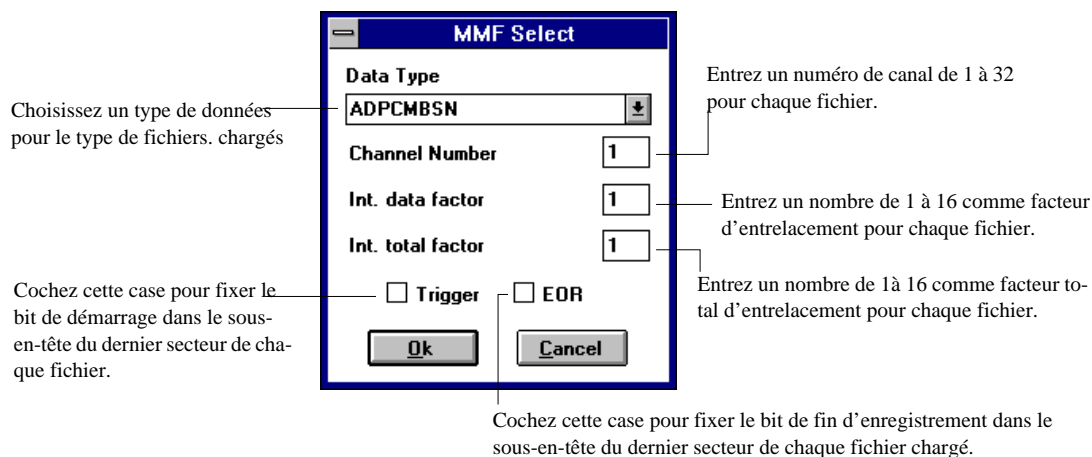 MMF Select
Data Type
ADPCMBSN
Channel Number 1
Int. data factor 1
Int. total factor 1
Trigger EOR
Ok Cancel
Choisissez un type de données
pour le type de fichiers. chargés
Cochez cette case pour fixer le
bit de démarrage dans le sous-
en-tête du dernier secteur de cha-
que fichier.
Entrez un numéro de canal de 1 à 32
pour chaque fichier.
Entrez un nombre de 1 à 16 comme facteur
d’entrelacement pour chaque fichier.
Entrez un nombre de 1à 16 comme facteur to-
tal d’entrelacement pour chaque fichier.
Cochez cette case pour fixer le bit de fin d’enregistrement dans le
sous-en-tête du dernier secteur de chaque fichier chargé.